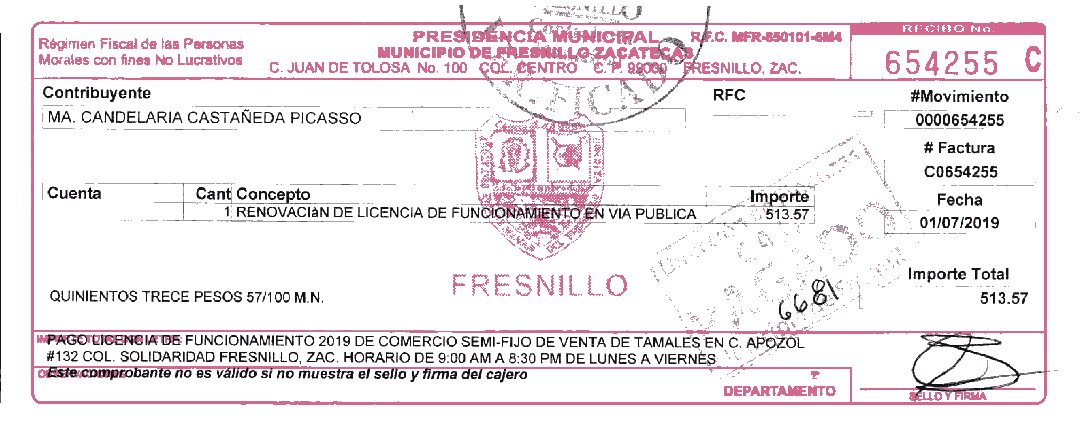 Régimen Fiscal de las Personas
Morales con fines No Lucrativos
PRESIDENCIA MUNICIPAL R.F.C. MFR-850101-6M4
MUNICIPIO DE FRESNILLO ZACATECAS
C. JUAN DE TOLOSA No. 100 COL. CENTRO C. P. 99000 FRESNILLO, ZAC.
RECIBO No.
654255 C
Contribuyente
RFC
#Movimiento
MA. CANDELARIA CASTAÑEDA PICASSO
0000654255
# Factura
C0654255
Cuenta Cant Concepto Importe
Fecha
1 RENOVACIàN DE LICENCIA DE FUNCIONAMIENTO EN VIA PUBLICA 513.57
01/07/2019
FRESNILLO
Importe Total
QUINIENTOS TRECE PESOS 57/100 M.N.
513.57
6681
PAGO LICENCIA DE FUNCIONAMIENTO 2019 DE COMERCIO SEMI-FIJO DE VENTA DE TAMALES EN C. APOZOL
#132 COL. SOLIDARIDAD FRESNILLO, ZAC. HORARIO DE 9:00 AM A 8:30 PM DE LUNES A VIERNES
Este comprobante no es válido si no muestra el sello y firma del cajero
DEPARTAMENTO
SELLO Y FIRMA